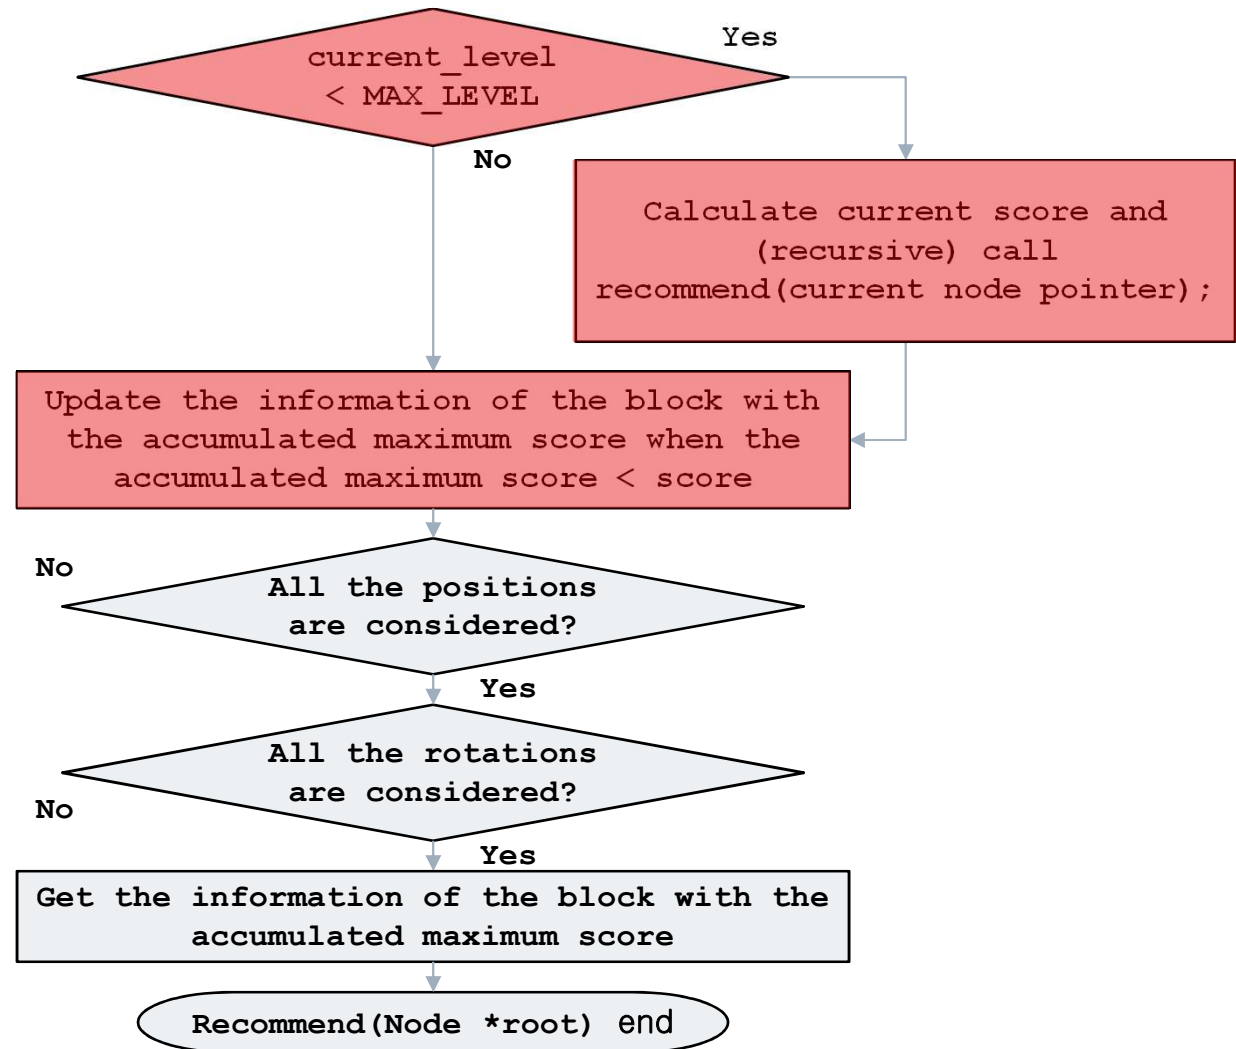 current_level
< MAX_LEVEL
Yes
No
Calculate current score and
(recursive) call
recommend(current node pointer);
Update the information of the block with
the accumulated maximum score when the
accumulated maximum score < score
No
All the positions
are considered?
Yes
All the rotations
are considered?
No
Yes
Get the information of the block with the
accumulated maximum score
Recommend(Node *root) end